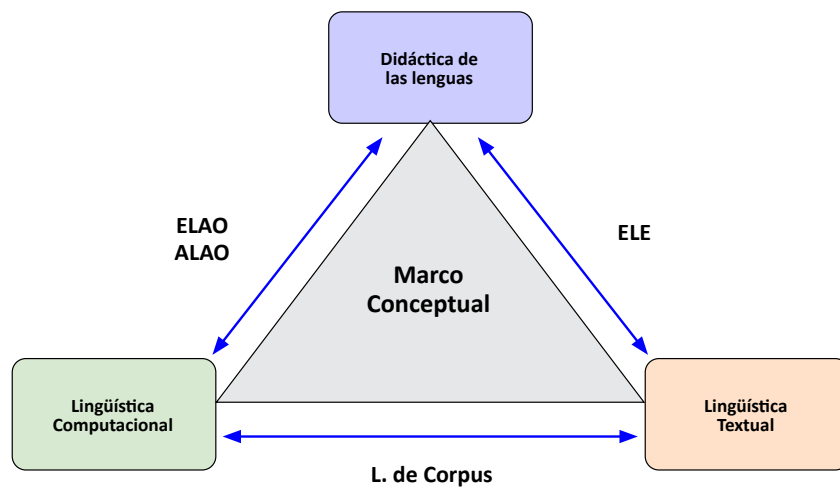 Didáctica de
las lenguas
ELAO
ALAO
ELE
Marco
Conceptual
Lingüística
Computacional
Lingüística
Textual
L. de Corpus